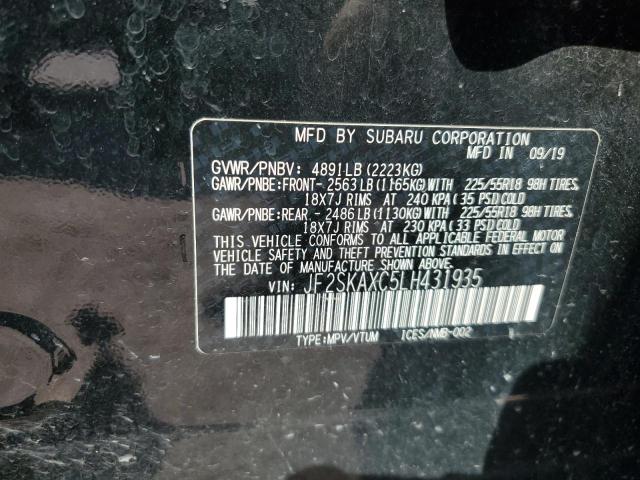 MFD BY SUBARU CORPORATION
MFD IN 09/19
GVWR/PNBV: 4891LB (2223KG)
GAWR/PNBE:FRONT- 2563LB(1165KG)WITH 225/55R18 98H TIRES,
18X7J RIMS AT 240 KPA(35 PSI)COLD
GAWR/PNBE:REAR - 2486LB(1130KG)WITH 225/55R18 98H TIRES,
18X7J RIMS AT 230 KPA(33 PSI)COLD
THIS VEHICLE CONFORMS TO ALL APPLICABLE FEDERAL MOTOR
VEHICLE SAFETY AND THEFT PREVENTION STANDARDS IN EFFECT ON
THE DATE OF MANUFACTURE SHOWN ABOVE.
VIN: JF2SKAXC5LH431935
TYPE:MPV/VTUM ICES/NMB-002